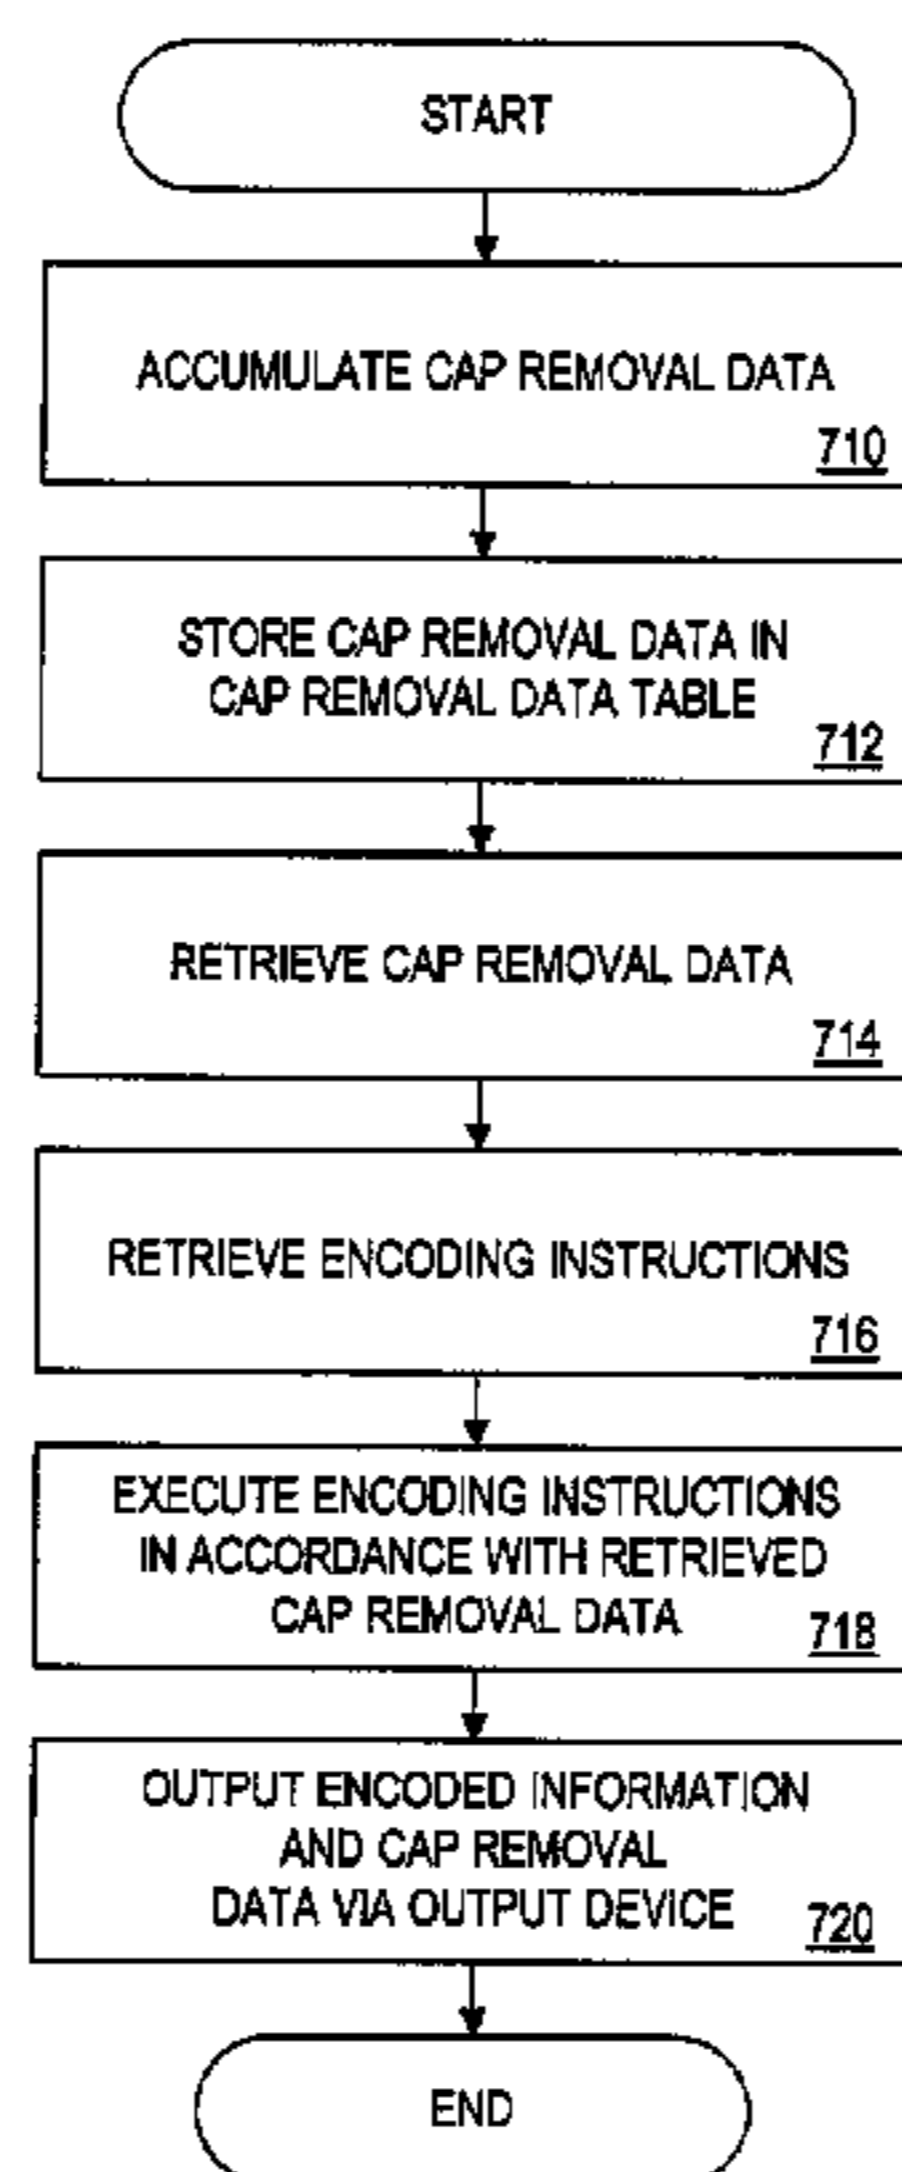 START
ACCUMULATE CAP REMOVAL DATA
710
STORE CAP REMOVAL DATA IN
CAP REMOVAL DATA TABLE
712
RETRIEVE CAP REMOVAL DATA
714
RETRIEVE ENCODING INSTRUCTIONS
716
EXECUTE ENCODING INSTRUCTIONS
IN ACCORDANCE WITH RETRIEVED
CAP REMOVAL DATA
718
OUTPUT ENCODED INFORMATION
AND CAP REMOVAL
DATA VIA OUTPUT DEVICE
720
END